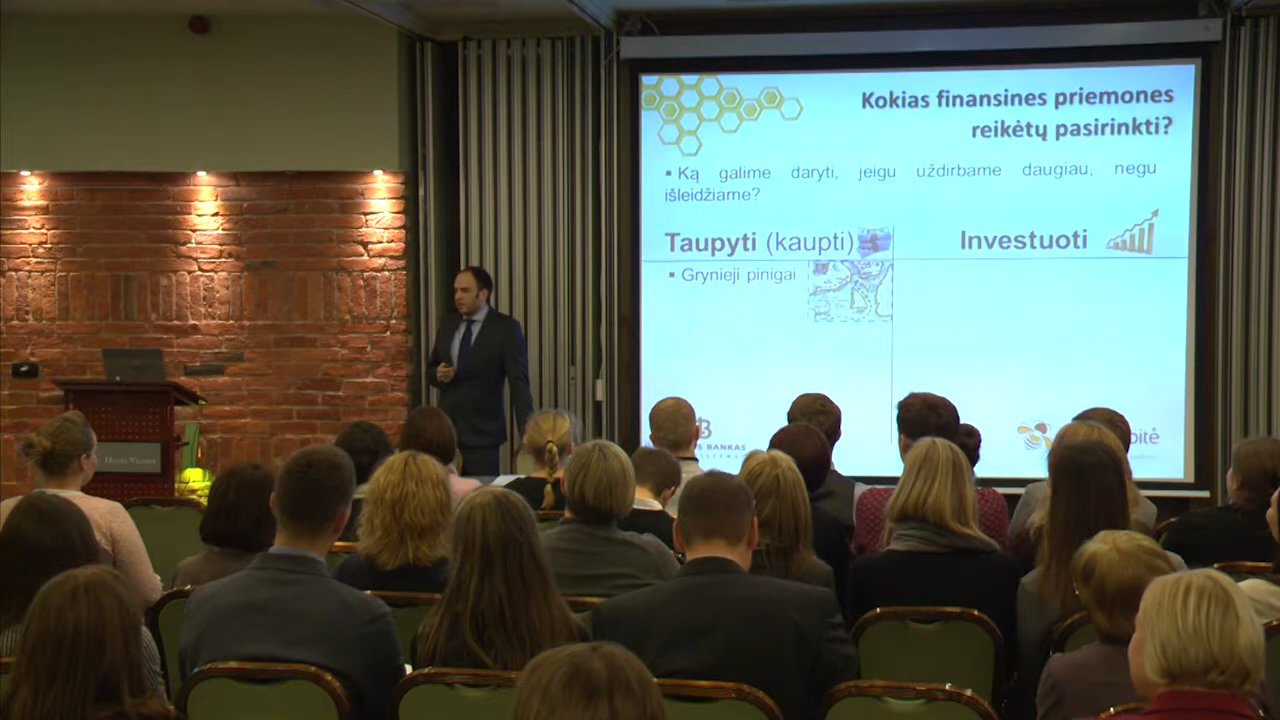 Kokias finansines priemones
reikėtų pasirinkti?
▪ Ką galime daryti, jeigu uždirbame daugiau, negu
išleidžiame?
Taupyti (kaupti)
Investuoti
▪ Grynieji pinigai
BANKAS
bitė